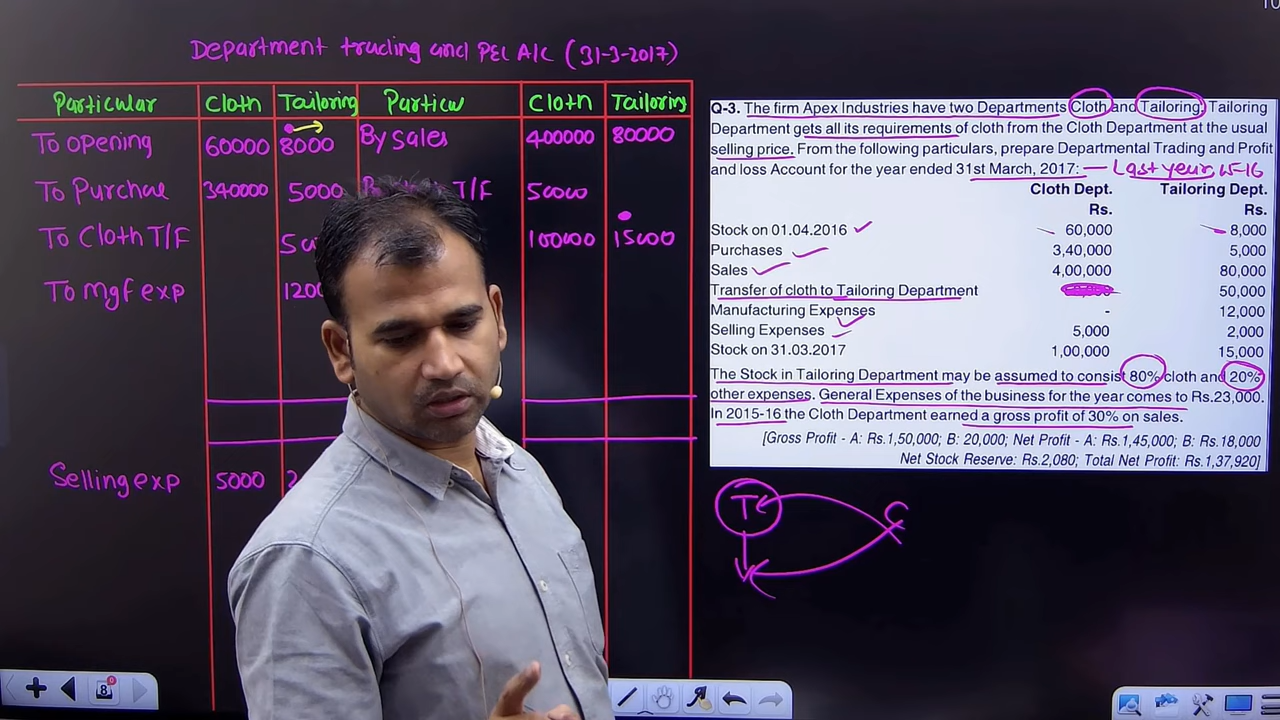 Department trading and P&L A/C (31-3-2017)
Particular Cloth Tailoring Particu Cloth Tailoring
To opening 60000 8000 By sales 400000 80000
To Purchae 340000 5000 T/F 50000
To Cloth T/F 100000 15000
To Mgf exp
Selling exp 5000
Q-3. The firm Apex Industries have two Departments Cloth and Tailoring. Tailoring
Department gets all its requirements of cloth from the Cloth Department at the usual
selling price. From the following particulars, prepare Departmental Trading and Profit
and loss Account for the year ended 31st March, 2017: — Last year, 15-16
Cloth Dept. Tailoring Dept.
Rs. Rs.
Stock on 01.04.2016 60,000 8,000
Purchases 3,40,000 5,000
Sales 4,00,000 80,000
Transfer of cloth to Tailoring Department 50,000
Manufacturing Expenses - 12,000
Selling Expenses 5,000 2,000
Stock on 31.03.2017 1,00,000 15,000
The Stock in Tailoring Department may be assumed to consist 80% cloth and 20%
other expenses. General Expenses of the business for the year comes to Rs.23,000.
In 2015-16 the Cloth Department earned a gross profit of 30% on sales.
[Gross Profit - A: Rs.1,50,000; B: 20,000; Net Profit - A: Rs.1,45,000; B: Rs.18,000
Net Stock Reserve: Rs.2,080; Total Net Profit: Rs.1,37,920]
T
C
8